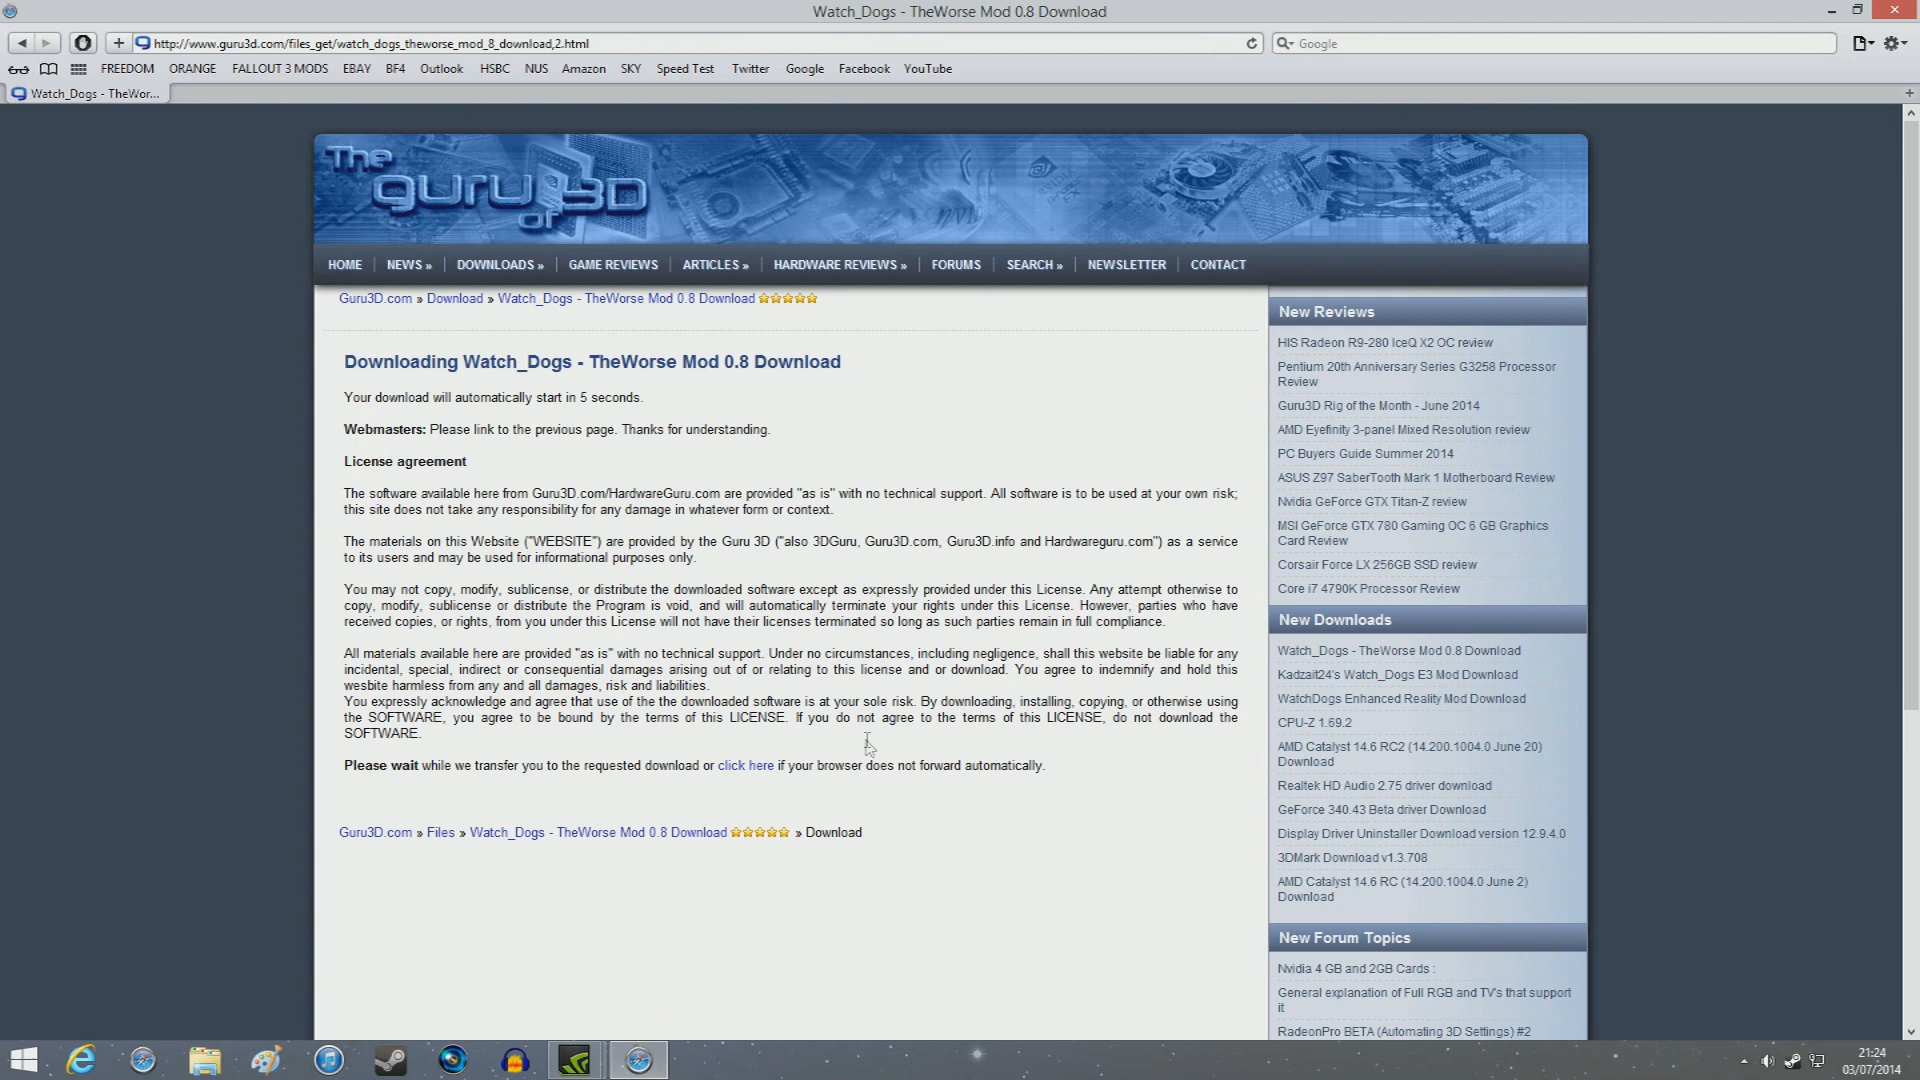 Watch_Dogs - TheWorse Mod 0.8 Download
http://www.guru3d.com/files_get/watch_dogs_theworse_mod_8_download,2.html
Google
FREEDOM ORANGE FALLOUT 3 MODS EBAY BF4 Outlook HSBC NUS Amazon SKY Speed Test Twitter Google Facebook YouTube
Watch_Dogs - TheWor...
The guru of 3D
HOME NEWS » DOWNLOADS » GAME REVIEWS ARTICLES » HARDWARE REVIEWS » FORUMS SEARCH » NEWSLETTER CONTACT
Guru3D.com » Download » Watch_Dogs - TheWorse Mod 0.8 Download
Downloading Watch_Dogs - TheWorse Mod 0.8 Download
Your download will automatically start in 5 seconds.
Webmasters: Please link to the previous page. Thanks for understanding.
License agreement
The software available here from Guru3D.com/HardwareGuru.com are provided "as is" with no technical support. All software is to be used at your own risk;
this site does not take any responsibility for any damage in whatever form or context.
The materials on this Website ("WEBSITE") are provided by the Guru 3D ("also 3DGuru, Guru3D.com, Guru3D.info and Hardwareguru.com") as a service
to its users and may be used for informational purposes only.
You may not copy, modify, sublicense, or distribute the downloaded software except as expressly provided under this License. Any attempt otherwise to
copy, modify, sublicense or distribute the Program is void, and will automatically terminate your rights under this License. However, parties who have
received copies, or rights, from you under this License will not have their licenses terminated so long as such parties remain in full compliance.
All materials available here are provided "as is" with no technical support. Under no circumstances, including negligence, shall this website be liable for any
incidental, special, indirect or consequential damages arising out of or relating to this license and or download. You agree to indemnify and hold this
wesbite harmless from any and all damages, risk and liabilities.
You expressly acknowledge and agree that use of the the downloaded software is at your sole risk. By downloading, installing, copying, or otherwise using
the SOFTWARE, you agree to be bound by the terms of this LICENSE. If you do not agree to the terms of this LICENSE, do not download the
SOFTWARE.
Please wait while we transfer you to the requested download or click here if your browser does not forward automatically.
Guru3D.com » Files » Watch_Dogs - TheWorse Mod 0.8 Download » Download
New Reviews
HIS Radeon R9-280 IceQ X2 OC review
Pentium 20th Anniversary Series G3258 Processor
Review
Guru3D Rig of the Month - June 2014
AMD Eyefinity 3-panel Mixed Resolution review
PC Buyers Guide Summer 2014
ASUS Z97 SaberTooth Mark 1 Motherboard Review
Nvidia GeForce GTX Titan-Z review
MSI GeForce GTX 780 Gaming OC 6 GB Graphics
Card Review
Corsair Force LX 256GB SSD review
Core i7 4790K Processor Review
New Downloads
Watch_Dogs - TheWorse Mod 0.8 Download
Kadzait24's Watch_Dogs E3 Mod Download
WatchDogs Enhanced Reality Mod Download
CPU-Z 1.69.2
AMD Catalyst 14.6 RC2 (14.200.1004.0 June 20)
Download
Realtek HD Audio 2.75 driver download
GeForce 340.43 Beta driver Download
Display Driver Uninstaller Download version 12.9.4.0
3DMark Download v1.3.708
AMD Catalyst 14.6 RC (14.200.1004.0 June 2)
Download
New Forum Topics
Nvidia 4 GB and 2GB Cards :
General explanation of Full RGB and TV's that support
it
RadeonPro BETA (Automating 3D Settings) #2
21:24
03/07/2014